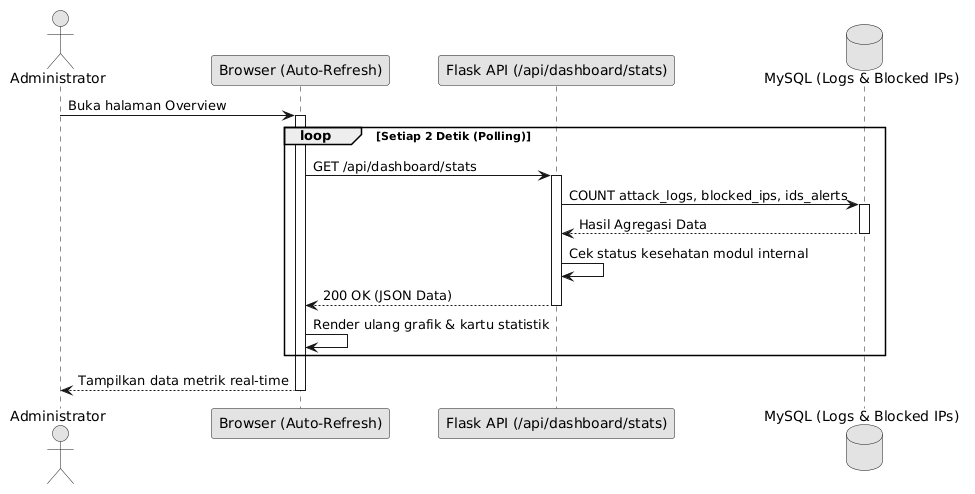 Administrator
Browser (Auto-Refresh)
Flask API (/api/dashboard/stats)
MySQL (Logs & Blocked IPs)
Buka halaman Overview
loop
[Setiap 2 Detik (Polling)]
GET /api/dashboard/stats
COUNT attack_logs, blocked_ips, ids_alerts
Hasil Agregasi Data
Cek status kesehatan modul internal
200 OK (JSON Data)
Render ulang grafik & kartu statistik
Tampilkan data metrik real-time
Administrator
Browser (Auto-Refresh)
Flask API (/api/dashboard/stats)
MySQL (Logs & Blocked IPs)